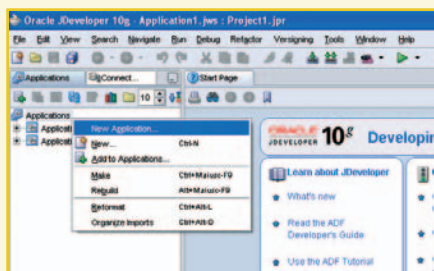 Oracle JDeveloper 10g - Application1.jws : Project1.jpr
File Edit View Search Navigate Run Debug Refactor Versioning Tools Window Help
Applications Connect... Start Page
10
Applications
Applicati
Applicati
New Application...
New... Ctrl-N
Add to Applications...
Make Ctrl+Maiusc-F9
Rebuild Alt+Maiusc-F9
Reformat Ctrl+Alt-L
Organize Imports Ctrl+Alt-O
ORACLE
JDEVELOPER 10g Developin
Learn about JDeveloper
What's new
Read the ADF
Developer's Guide
Use the ADF Tutorial